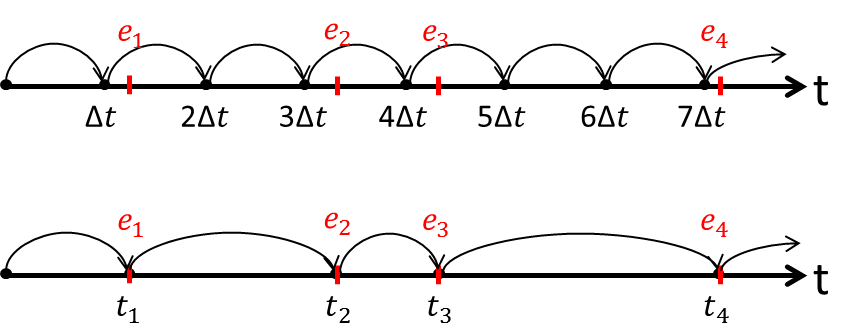 e₁ e₂ e₃ e₄
t
Δt 2Δt 3Δt 4Δt 5Δt 6Δt 7Δt
e₁ e₂ e₃ e₄
t
t₁ t₂ t₃ t₄